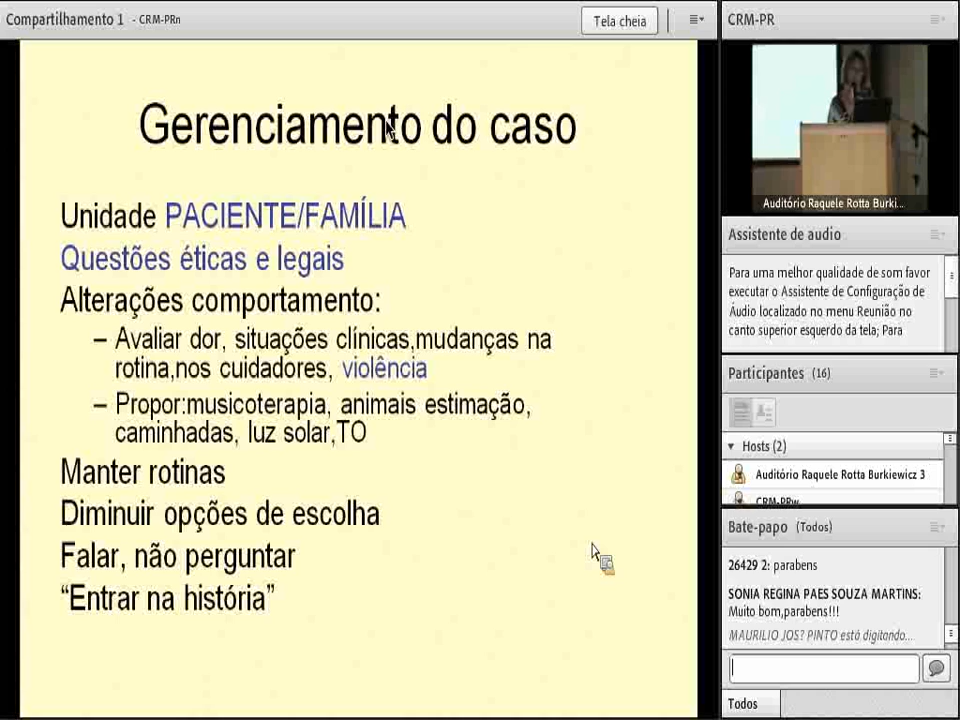 Compartilhamento 1 - CRM-PRn
Tela cheia
Gerenciamento do caso
Unidade PACIENTE/FAMÍLIA
Questões éticas e legais
Alterações comportamento:
– Avaliar dor, situações clínicas,mudanças na
rotina,nos cuidadores, violência
– Propor:musicoterapia, animais estimação,
caminhadas, luz solar,TO
Manter rotinas
Diminuir opções de escolha
Falar, não perguntar
“Entrar na história”
CRM-PR
Auditório Raquele Rotta Burki...
Assistente de audio
Para uma melhor qualidade de som favor
executar o Assistente de Configuração de
Áudio localizado no menu Reunião no
canto superior esquerdo da tela; Para
Participantes (16)
Hosts (2)
Auditório Raquele Rotta Burkiewicz 3
CRM-PRw
Bate-papo (Todos)
26429 2: parabens
SONIA REGINA PAES SOUZA MARTINS:
Muito bom,parabens!!!
MAURILIO JOS? PINTO está digitando...
Todos